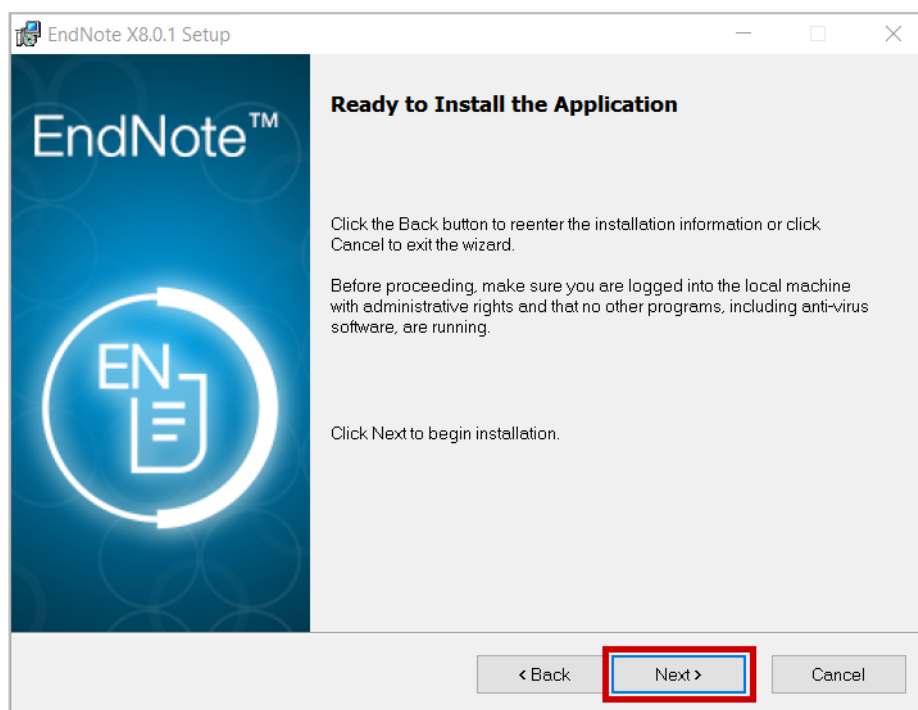 EndNote X8.0.1 Setup
EndNote™
EN
Ready to Install the Application
Click the Back button to reenter the installation information or click
Cancel to exit the wizard.
Before proceeding, make sure you are logged into the local machine
with administrative rights and that no other programs, including anti-virus
software, are running.
Click Next to begin installation.
< Back
Next >
Cancel